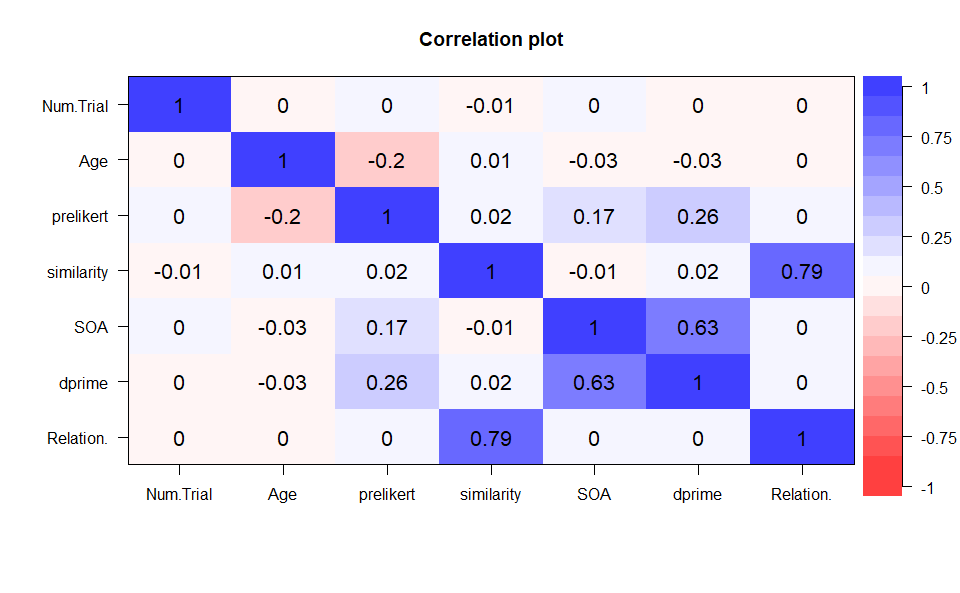 Correlation plot
Num.Trial 1 0 0 -0.01 0 0 0
Age 0 1 -0.2 0.01 -0.03 -0.03 0
prelikert 0 -0.2 1 0.02 0.17 0.26 0
similarity -0.01 0.01 0.02 1 -0.01 0.02 0.79
SOA 0 -0.03 0.17 -0.01 1 0.63 0
dprime 0 -0.03 0.26 0.02 0.63 1 0
Relation. 0 0 0 0.79 0 0 1
Num.Trial Age prelikert similarity SOA dprime Relation.
1
0.75
0.5
0.25
0
-0.25
-0.5
-0.75
-1